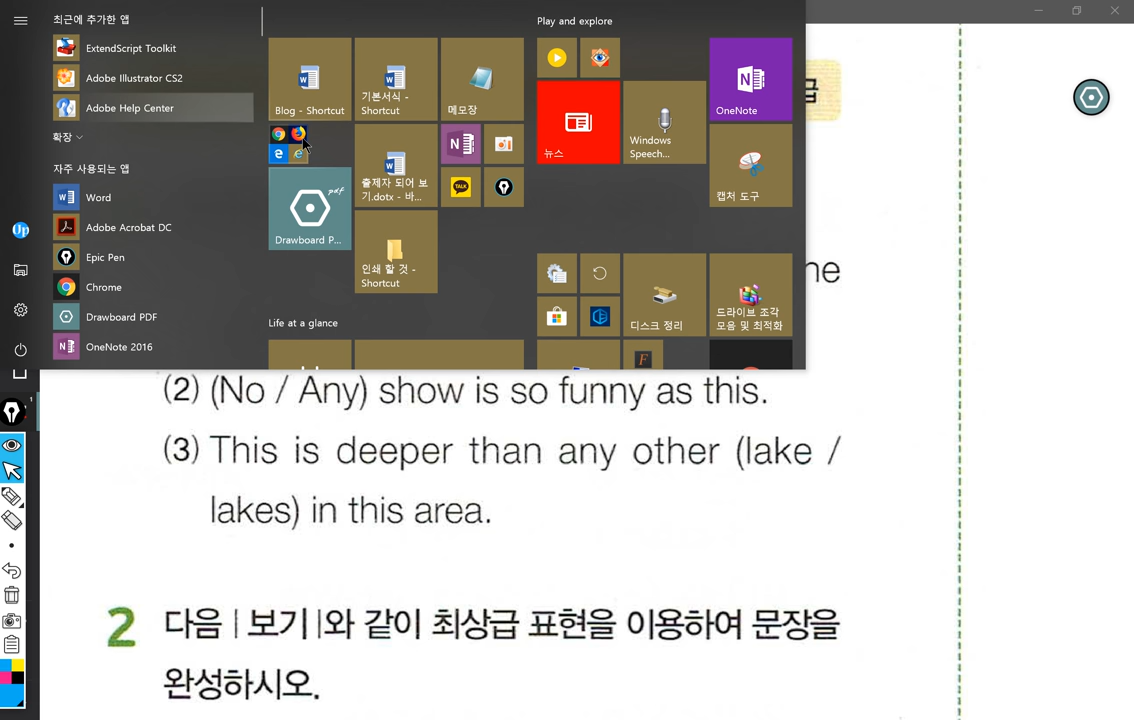 최근에 추가한 앱
ExtendScript Toolkit
Adobe Illustrator CS2
Adobe Help Center
확장
자주 사용되는 앱
Word
Adobe Acrobat DC
Epic Pen
Chrome
Drawboard PDF
OneNote 2016
Blog - Shortcut
기본서식 -
Shortcut
메모장
출제자 되어 보
기.dotx - 바...
TALK
pdf
Drawboard P...
인쇄 할 것 -
Shortcut
Life at a glance
Play and explore
OneNote
뉴스
Windows
Speech...
캡처 도구
디스크 정리
드라이브 조각
모음 및 최적화
급
(2) (No / Any) show is so funny as this.
(3) This is deeper than any other (lake /
lakes) in this area.
2 다음 | 보기 |와 같이 최상급 표현을 이용하여 문장을
완성하시오.